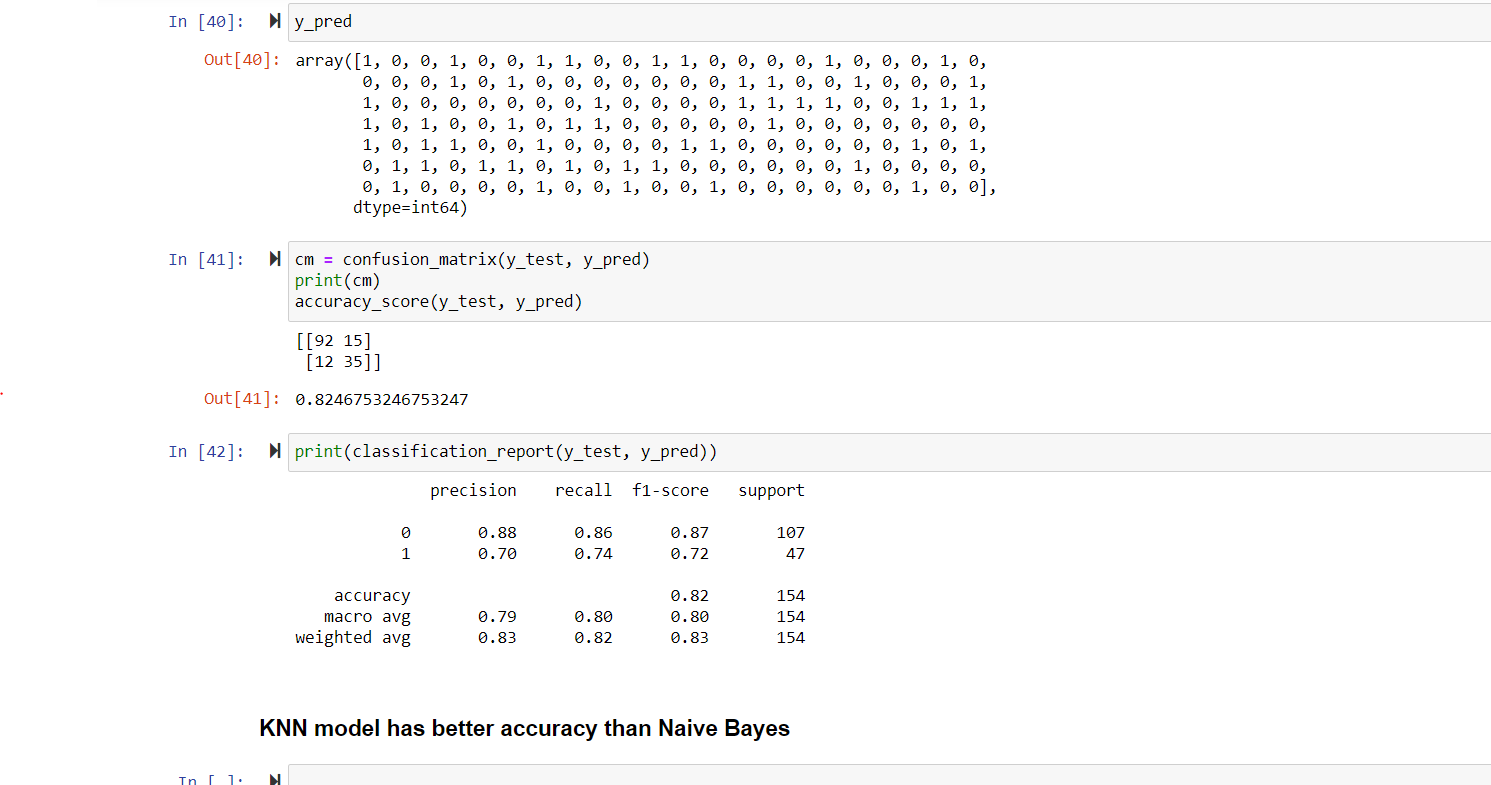 In [40]: y_pred
Out[40]: array([1, 0, 0, 1, 0, 0, 1, 1, 0, 0, 1, 1, 0, 0, 0, 0, 1, 0, 0, 0, 1, 0,
0, 0, 0, 1, 0, 1, 0, 0, 0, 0, 0, 0, 0, 1, 1, 0, 0, 1, 0, 0, 0, 1,
1, 0, 0, 0, 0, 0, 0, 0, 1, 0, 0, 0, 0, 1, 1, 1, 1, 0, 0, 1, 1, 1,
1, 0, 1, 0, 0, 1, 0, 1, 1, 0, 0, 0, 0, 0, 1, 0, 0, 0, 0, 0, 0, 0,
1, 0, 1, 1, 0, 0, 1, 0, 0, 0, 0, 1, 1, 0, 0, 0, 0, 0, 0, 1, 0, 1,
0, 1, 1, 0, 1, 1, 0, 1, 0, 1, 1, 0, 0, 0, 0, 0, 0, 1, 0, 0, 0, 0,
0, 1, 0, 0, 0, 0, 1, 0, 0, 1, 0, 0, 1, 0, 0, 0, 0, 0, 0, 1, 0, 0],
dtype=int64)
In [41]: cm = confusion_matrix(y_test, y_pred)
print(cm)
accuracy_score(y_test, y_pred)
[[92 15]
[12 35]]
Out[41]: 0.8246753246753247
In [42]: print(classification_report(y_test, y_pred))
precision recall f1-score support
0 0.88 0.86 0.87 107
1 0.70 0.74 0.72 47
accuracy 0.82 154
macro avg 0.79 0.80 0.80 154
weighted avg 0.83 0.82 0.83 154
KNN model has better accuracy than Naive Bayes
In [ ]: